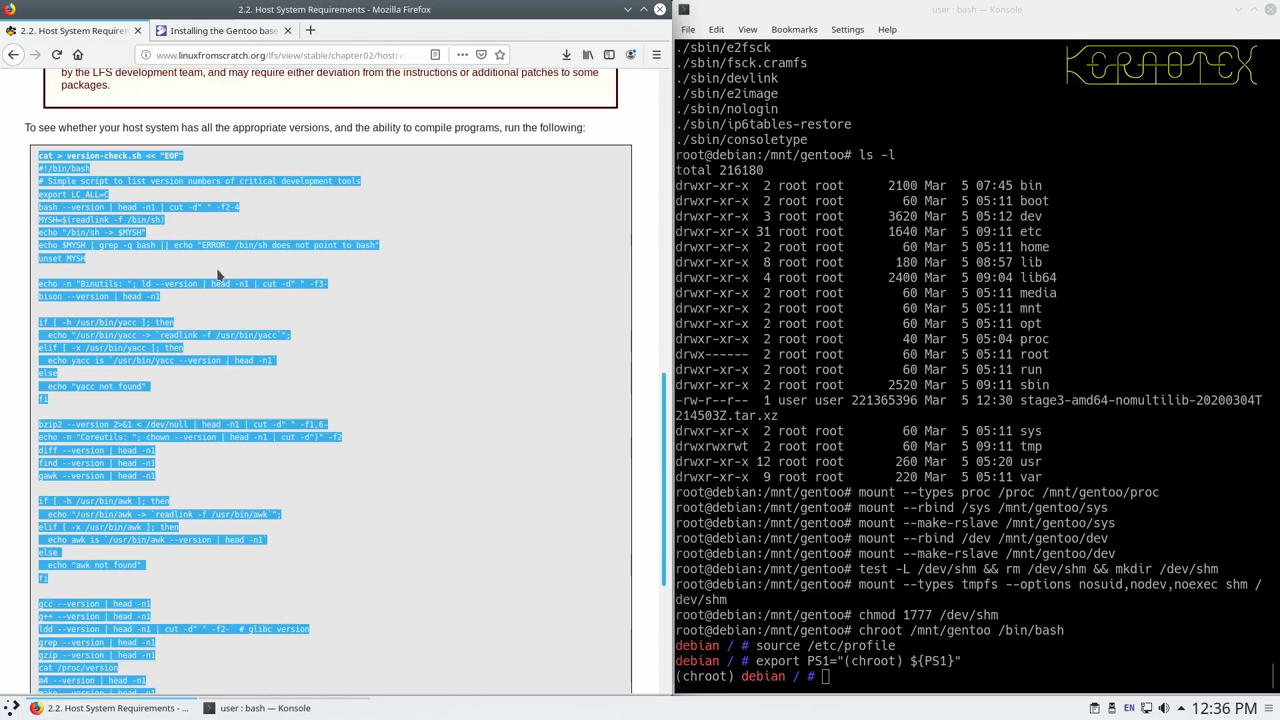 2.2. Host System Requirements - Mozilla Firefox
2.2. Host System Requirem
Installing the Gentoo base
www.linuxfromscratch.org/lfs/view/stable/chapter02/hostre
by the LFS development team, and may require either deviation from the instructions or additional patches to some
packages.
To see whether your host system has all the appropriate versions, and the ability to compile programs, run the following:
cat > version-check.sh << "EOF"
#!/bin/bash
# Simple script to list version numbers of critical development tools
export LC_ALL=C
bash --version | head -n1 | cut -d" " -f2-4
MYSH=$(readlink -f /bin/sh)
echo "/bin/sh -> $MYSH"
echo $MYSH | grep -q bash || echo "ERROR: /bin/sh does not point to bash"
unset MYSH
echo -n "Binutils: "; ld --version | head -n1 | cut -d" " -f3-
bison --version | head -n1
if [ -h /usr/bin/yacc ]; then
echo "/usr/bin/yacc -> `readlink -f /usr/bin/yacc`";
elif [ -x /usr/bin/yacc ]; then
echo yacc is `/usr/bin/yacc --version | head -n1`
else
echo "yacc not found"
fi
bzip2 --version 2>&1 < /dev/null | head -n1 | cut -d" " -f1,6-
echo -n "Coreutils: "; chown --version | head -n1 | cut -d")" -f2
diff --version | head -n1
find --version | head -n1
gawk --version | head -n1
if [ -h /usr/bin/awk ]; then
echo "/usr/bin/awk -> `readlink -f /usr/bin/awk`";
elif [ -x /usr/bin/awk ]; then
echo awk is `/usr/bin/awk --version | head -n1`
else
echo "awk not found"
fi
gcc --version | head -n1
g++ --version | head -n1
ldd --version | head -n1 | cut -d" " -f2-  # glibc version
grep --version | head -n1
gzip --version | head -n1
cat /proc/version
m4 --version | head -n1
make --version | head -n1
user : bash — Konsole
File Edit View Bookmarks Settings Help
KERNOTEX
./sbin/e2fsck
./sbin/fsck.cramfs
./sbin/devlink
./sbin/e2image
./sbin/nologin
./sbin/ip6tables-restore
./sbin/consoletype
root@debian:/mnt/gentoo# ls -l
total 216180
drwxr-xr-x  2 root root      2100 Mar  5 07:45 bin
drwxr-xr-x  2 root root        60 Mar  5 05:11 boot
drwxr-xr-x  3 root root      3620 Mar  5 05:12 dev
drwxr-xr-x 31 root root      1640 Mar  5 09:11 etc
drwxr-xr-x  2 root root        60 Mar  5 05:11 home
drwxr-xr-x  8 root root       180 Mar  5 08:57 lib
drwxr-xr-x  4 root root      2400 Mar  5 09:04 lib64
drwxr-xr-x  2 root root        60 Mar  5 05:11 media
drwxr-xr-x  2 root root        60 Mar  5 05:11 mnt
drwxr-xr-x  2 root root        60 Mar  5 05:11 opt
drwxr-xr-x  2 root root        40 Mar  5 05:04 proc
drwx------  2 root root        60 Mar  5 05:11 root
drwxr-xr-x  2 root root        60 Mar  5 05:11 run
drwxr-xr-x  2 root root      2520 Mar  5 09:11 sbin
-rw-r--r--  1 user user 221365396 Mar  5 12:30 stage3-amd64-nomultilib-20200304T
214503Z.tar.xz
drwxr-xr-x  2 root root        60 Mar  5 05:11 sys
drwxrwxrwt  2 root root        60 Mar  5 09:11 tmp
drwxr-xr-x 12 root root       260 Mar  5 05:20 usr
drwxr-xr-x  9 root root       220 Mar  5 05:11 var
root@debian:/mnt/gentoo# mount --types proc /proc /mnt/gentoo/proc
root@debian:/mnt/gentoo# mount --rbind /sys /mnt/gentoo/sys
root@debian:/mnt/gentoo# mount --make-rslave /mnt/gentoo/sys
root@debian:/mnt/gentoo# mount --rbind /dev /mnt/gentoo/dev
root@debian:/mnt/gentoo# mount --make-rslave /mnt/gentoo/dev
root@debian:/mnt/gentoo# test -L /dev/shm && rm /dev/shm && mkdir /dev/shm
root@debian:/mnt/gentoo# mount --types tmpfs --options nosuid,nodev,noexec shm /
dev/shm
root@debian:/mnt/gentoo# chmod 1777 /dev/shm
root@debian:/mnt/gentoo# chroot /mnt/gentoo /bin/bash
debian / # source /etc/profile
debian / # export PS1="(chroot) ${PS1}"
(chroot) debian / #
2.2. Host System Requirements - ...
user : bash — Konsole
EN
12:36 PM